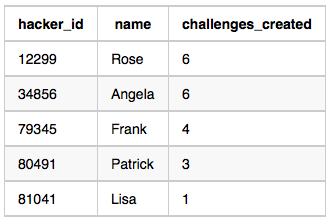 hacker_id name challenges_created
12299 Rose 6
34856 Angela 6
79345 Frank 4
80491 Patrick 3
81041 Lisa 1